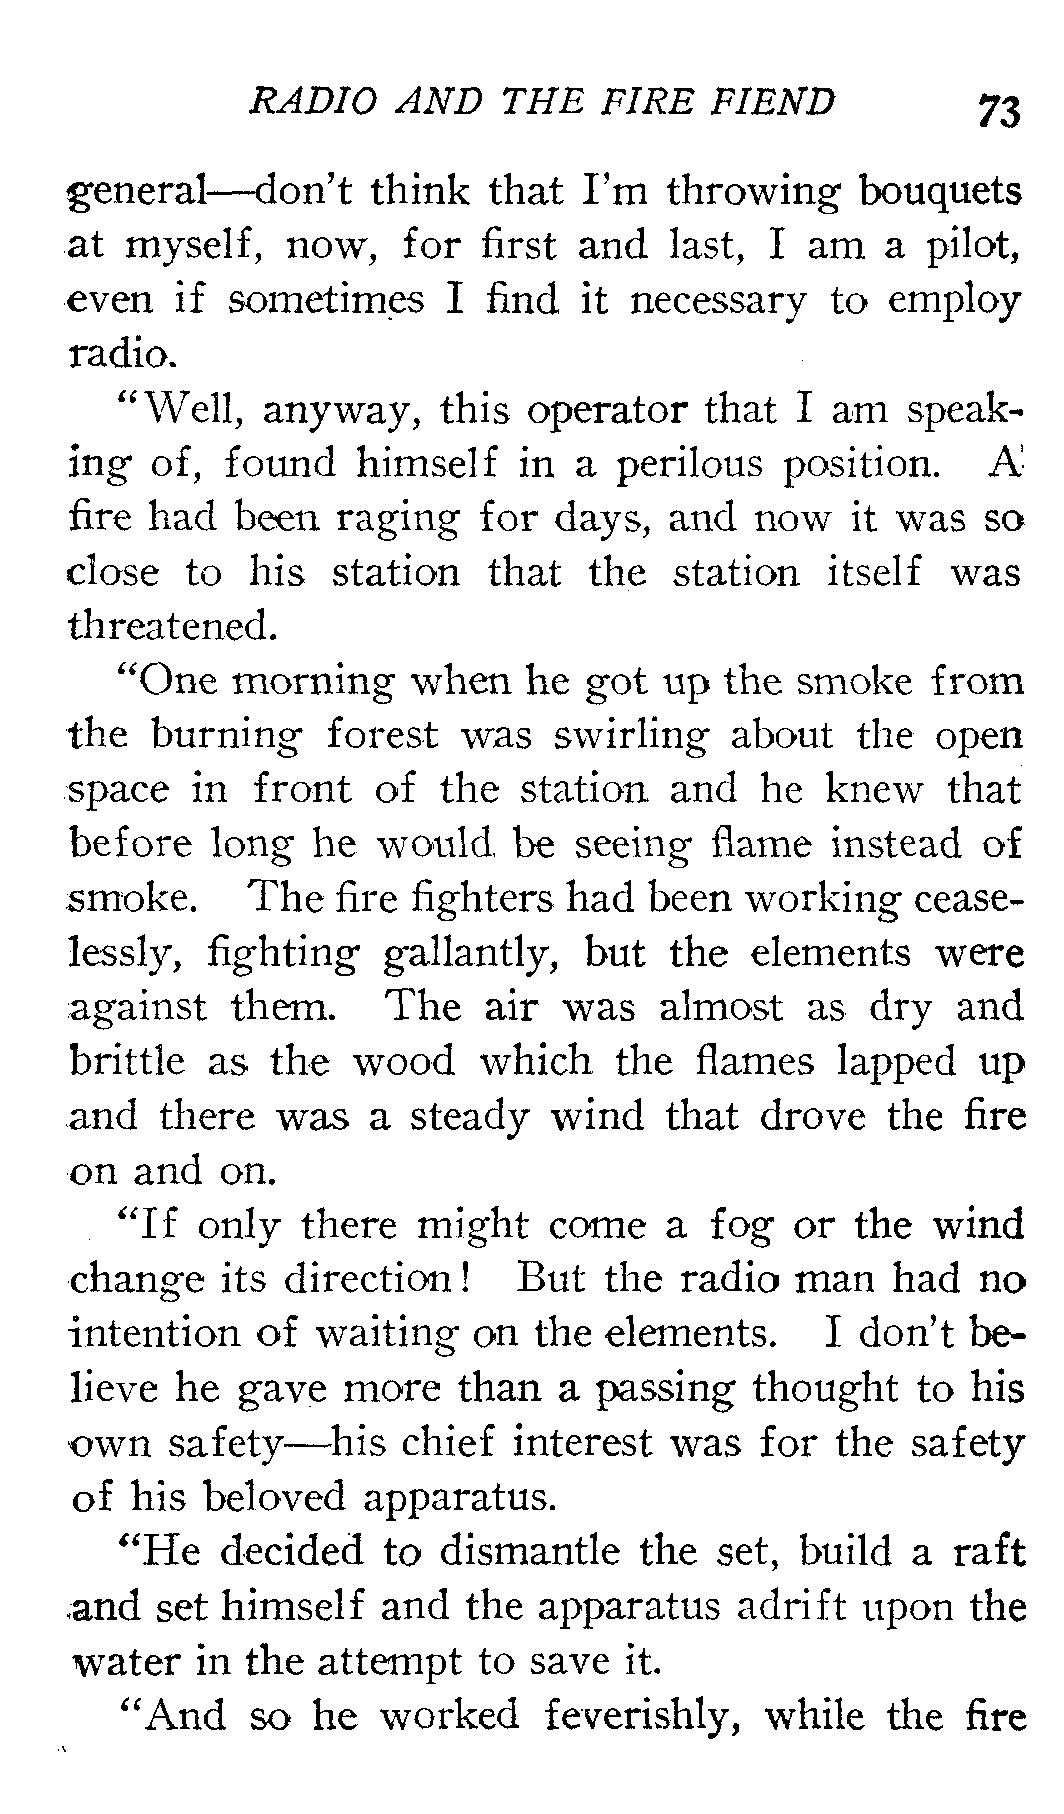 RADIO AND THE FIRE FIEND 73
general—don't think that I'm throwing bouquets
at myself, now, for first and last, I am a pilot,
even if sometimes I find it necessary to employ
radio.
"Well, anyway, this operator that I am speak-
ing of, found himself in a perilous position. A
fire had been raging for days, and now it was so
close to his station that the station itself was
threatened.
"One morning when he got up the smoke from
the burning forest was swirling about the open
space in front of the station and he knew that
before long he would be seeing flame instead of
smoke. The fire fighters had been working cease-
lessly, fighting gallantly, but the elements were
against them. The air was almost as dry and
brittle as the wood which the flames lapped up
and there was a steady wind that drove the fire
on and on.
"If only there might come a fog or the wind
change its direction! But the radio man had no
intention of waiting on the elements. I don't be-
lieve he gave more than a passing thought to his
own safety—his chief interest was for the safety
of his beloved apparatus.
"He decided to dismantle the set, build a raft
and set himself and the apparatus adrift upon the
water in the attempt to save it.
"And so he worked feverishly, while the fire